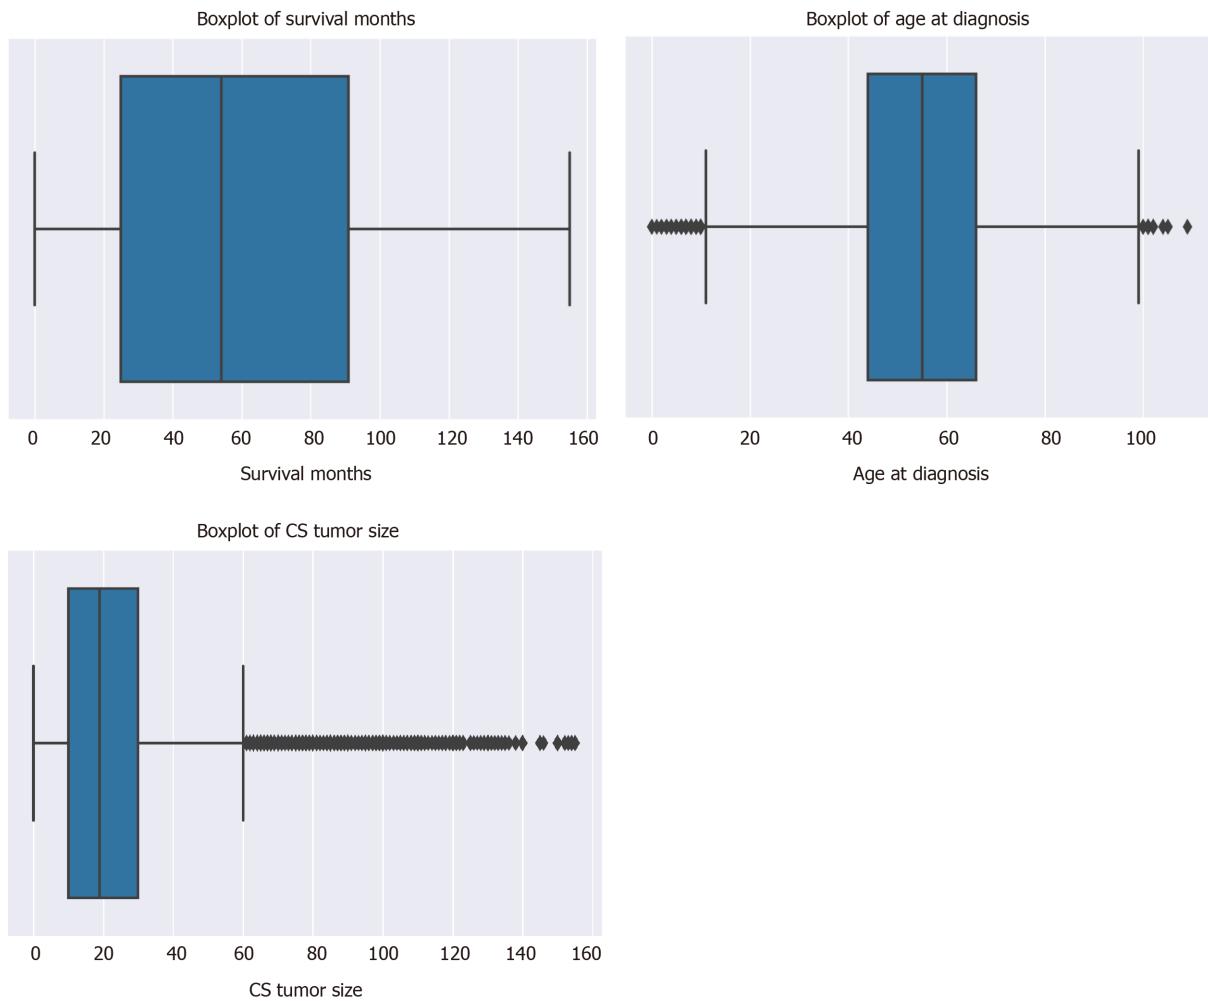 Boxplot of survival months
0 20 40 60 80 100 120 140 160
Survival months
Boxplot of age at diagnosis
0 20 40 60 80 100
Age at diagnosis
Boxplot of CS tumor size
0 20 40 60 80 100 120 140 160
CS tumor size